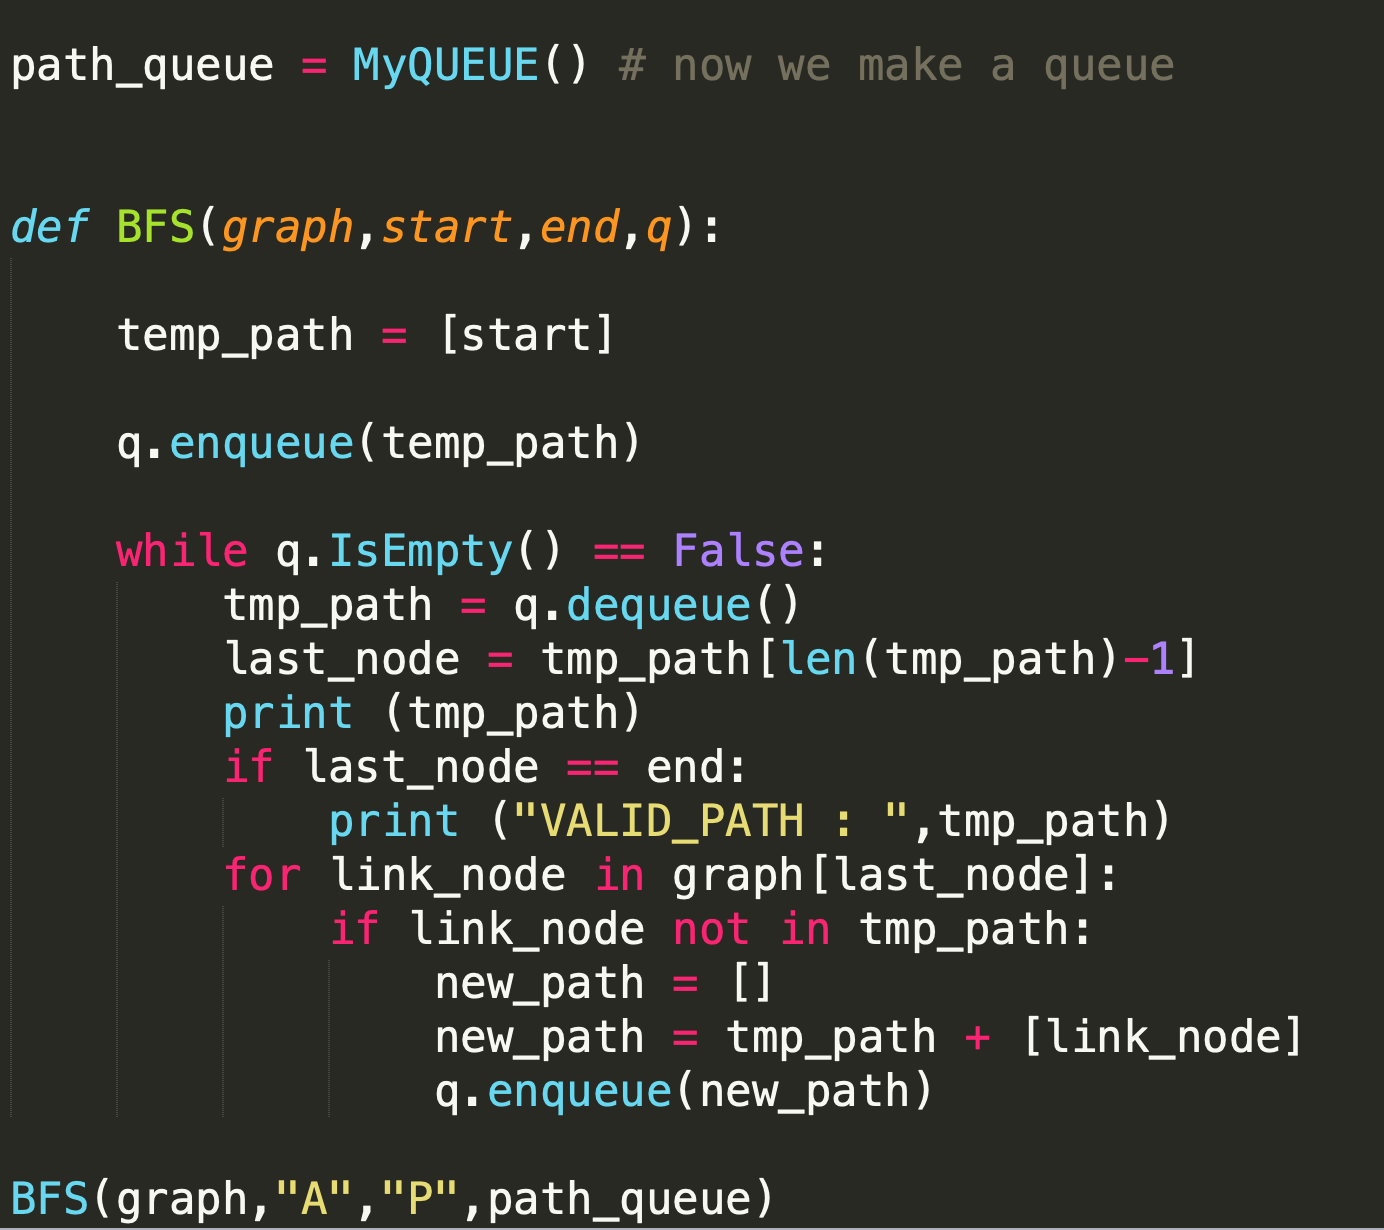 path_queue = MyQUEUE() # now we make a queue
def BFS(graph,start,end,q):
temp_path = [start]
q.enqueue(temp_path)
while q.IsEmpty() == False:
tmp_path = q.dequeue()
last_node = tmp_path[len(tmp_path)-1]
print (tmp_path)
if last_node == end:
print ("VALID_PATH : ",tmp_path)
for link_node in graph[last_node]:
if link_node not in tmp_path:
new_path = []
new_path = tmp_path + [link_node]
q.enqueue(new_path)
BFS(graph,"A","P",path_queue)